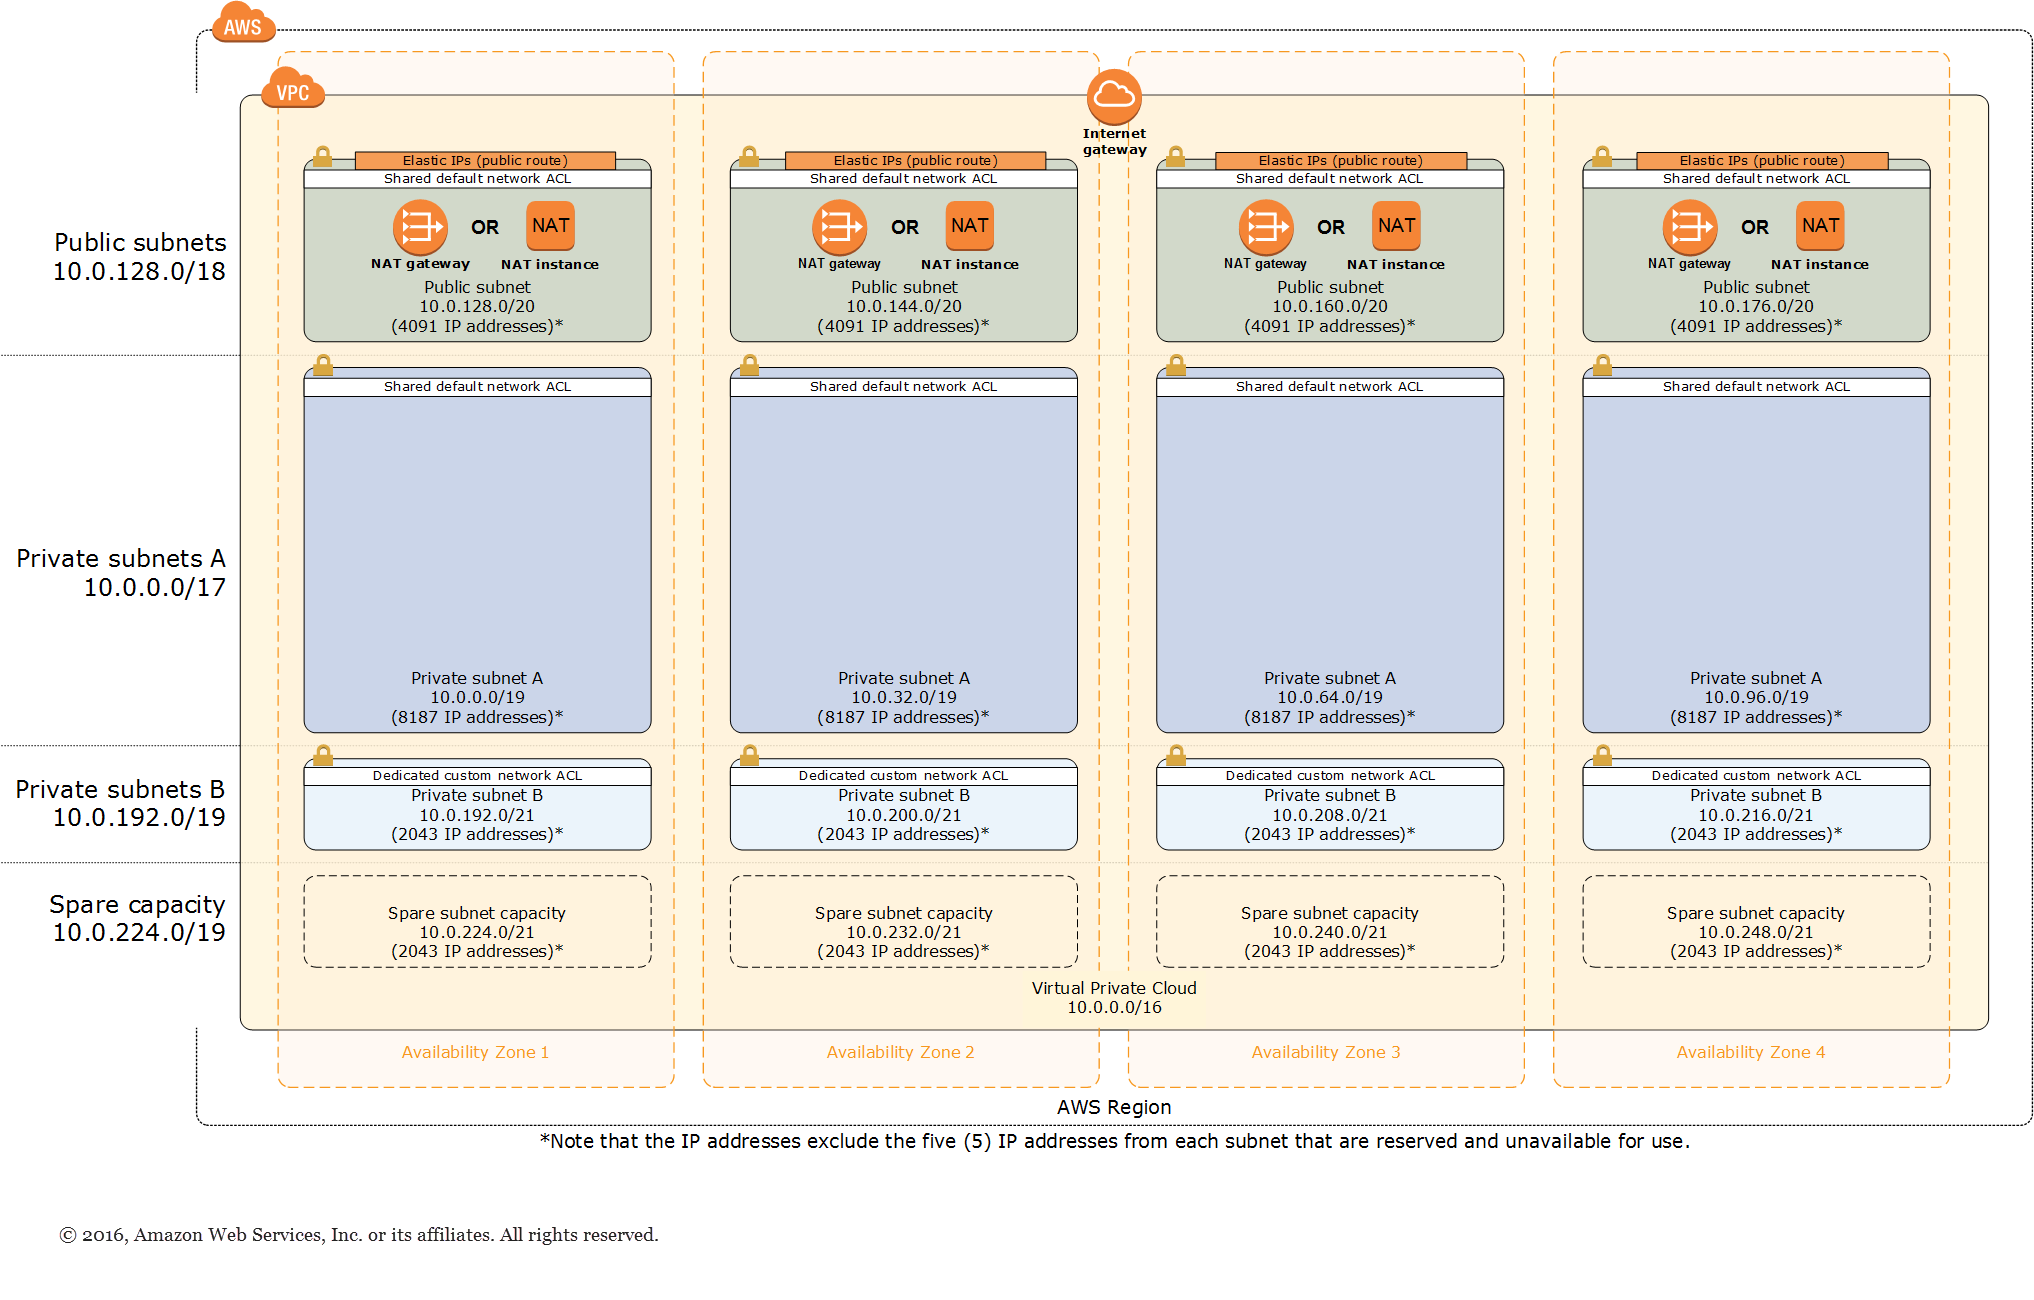 AWS
VPC
Internet
gateway
Public subnets
10.0.128.0/18
Elastic IPs (public route)
Shared default network ACL
OR
NAT
NAT gateway
NAT instance
Public subnet
10.0.128.0/20
(4091 IP addresses)*
Elastic IPs (public route)
Shared default network ACL
OR
NAT
NAT gateway
NAT instance
Public subnet
10.0.144.0/20
(4091 IP addresses)*
Elastic IPs (public route)
Shared default network ACL
OR
NAT
NAT gateway
NAT instance
Public subnet
10.0.160.0/20
(4091 IP addresses)*
Elastic IPs (public route)
Shared default network ACL
OR
NAT
NAT gateway
NAT instance
Public subnet
10.0.176.0/20
(4091 IP addresses)*
Private subnets A
10.0.0.0/17
Shared default network ACL
Private subnet A
10.0.0.0/19
(8187 IP addresses)*
Shared default network ACL
Private subnet A
10.0.32.0/19
(8187 IP addresses)*
Shared default network ACL
Private subnet A
10.0.64.0/19
(8187 IP addresses)*
Shared default network ACL
Private subnet A
10.0.96.0/19
(8187 IP addresses)*
Private subnets B
10.0.192.0/19
Dedicated custom network ACL
Private subnet B
10.0.192.0/21
(2043 IP addresses)*
Dedicated custom network ACL
Private subnet B
10.0.200.0/21
(2043 IP addresses)*
Dedicated custom network ACL
Private subnet B
10.0.208.0/21
(2043 IP addresses)*
Dedicated custom network ACL
Private subnet B
10.0.216.0/21
(2043 IP addresses)*
Spare capacity
10.0.224.0/19
Spare subnet capacity
10.0.224.0/21
(2043 IP addresses)*
Spare subnet capacity
10.0.232.0/21
(2043 IP addresses)*
Spare subnet capacity
10.0.240.0/21
(2043 IP addresses)*
Spare subnet capacity
10.0.248.0/21
(2043 IP addresses)*
Virtual Private Cloud
10.0.0.0/16
Availability Zone 1
Availability Zone 2
Availability Zone 3
Availability Zone 4
AWS Region
*Note that the IP addresses exclude the five (5) IP addresses from each subnet that are reserved and unavailable for use.
© 2016, Amazon Web Services, Inc. or its affiliates. All rights reserved.